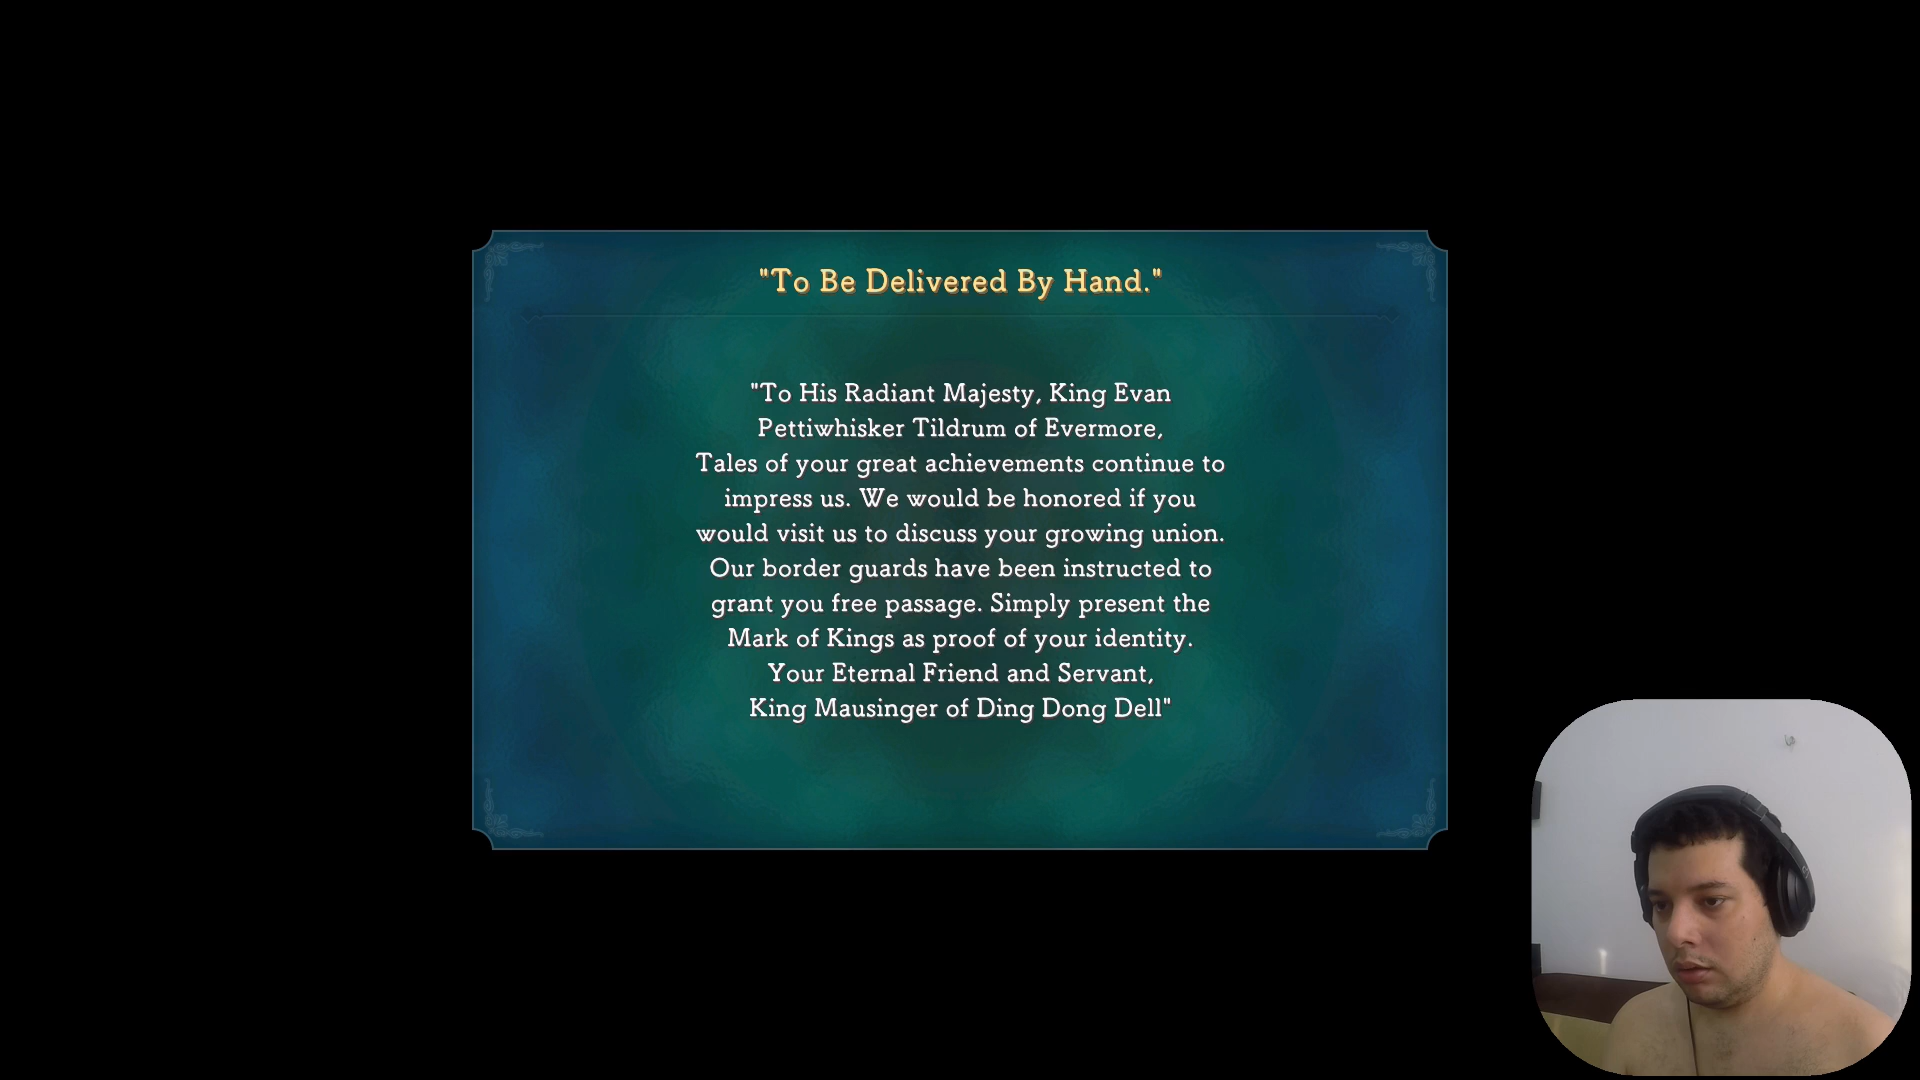 "To Be Delivered By Hand."
"To His Radiant Majesty, King Evan
Pettiwhisker Tildrum of Evermore,
Tales of your great achievements continue to
impress us. We would be honored if you
would visit us to discuss your growing union.
Our border guards have been instructed to
grant you free passage. Simply present the
Mark of Kings as proof of your identity.
Your Eternal Friend and Servant,
King Mausinger of Ding Dong Dell"